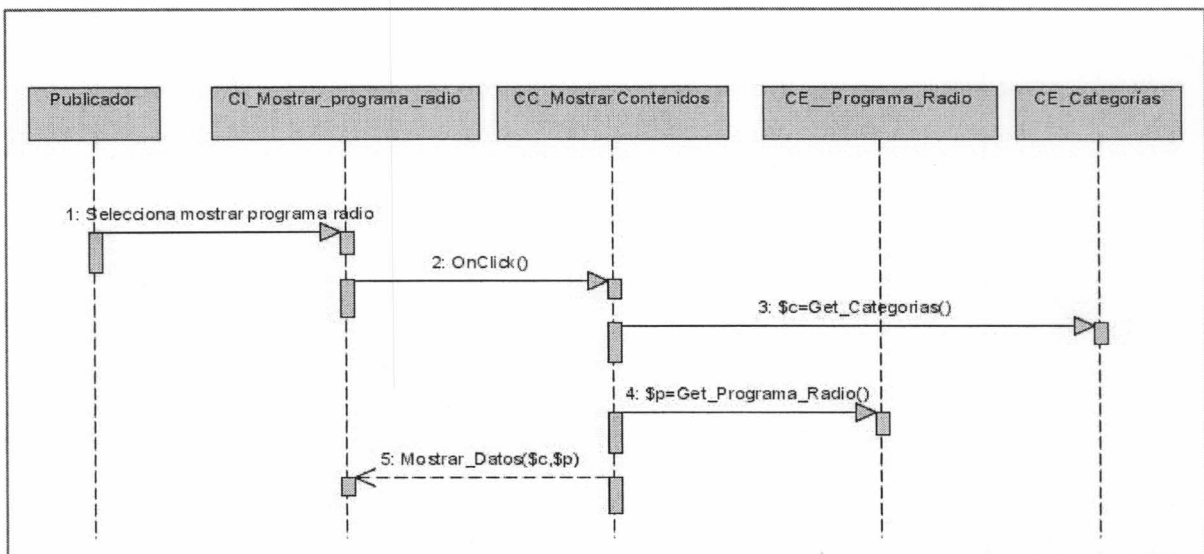 Publicador
CI_Mostrar_programa_radio
CC_Mostrar Contenidos
CE__Programa_Radio
CE_Categorías
1: Selecciona mostrar programa radio
2: OnClick()
3: $c=Get_Categorias()
4: $p=Get_Programa_Radio()
5: Mostrar_Datos($c,$p)